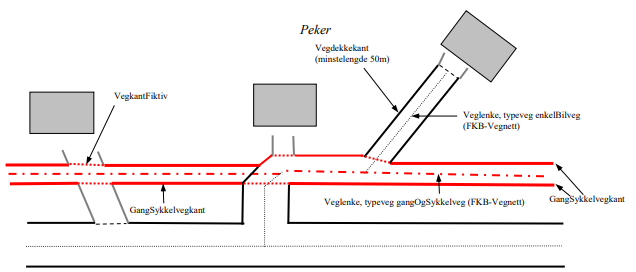 Peker
Vegdekkekant
(minstelengde 50m)
VegkantFiktiv
Veglenke, typeveg enkelBilveg
(FKB-Vegnett)
GangSykkelvegkant
Veglenke, typeveg gangOgSykkelveg (FKB-Vegnett)
GangSykkelvegkant